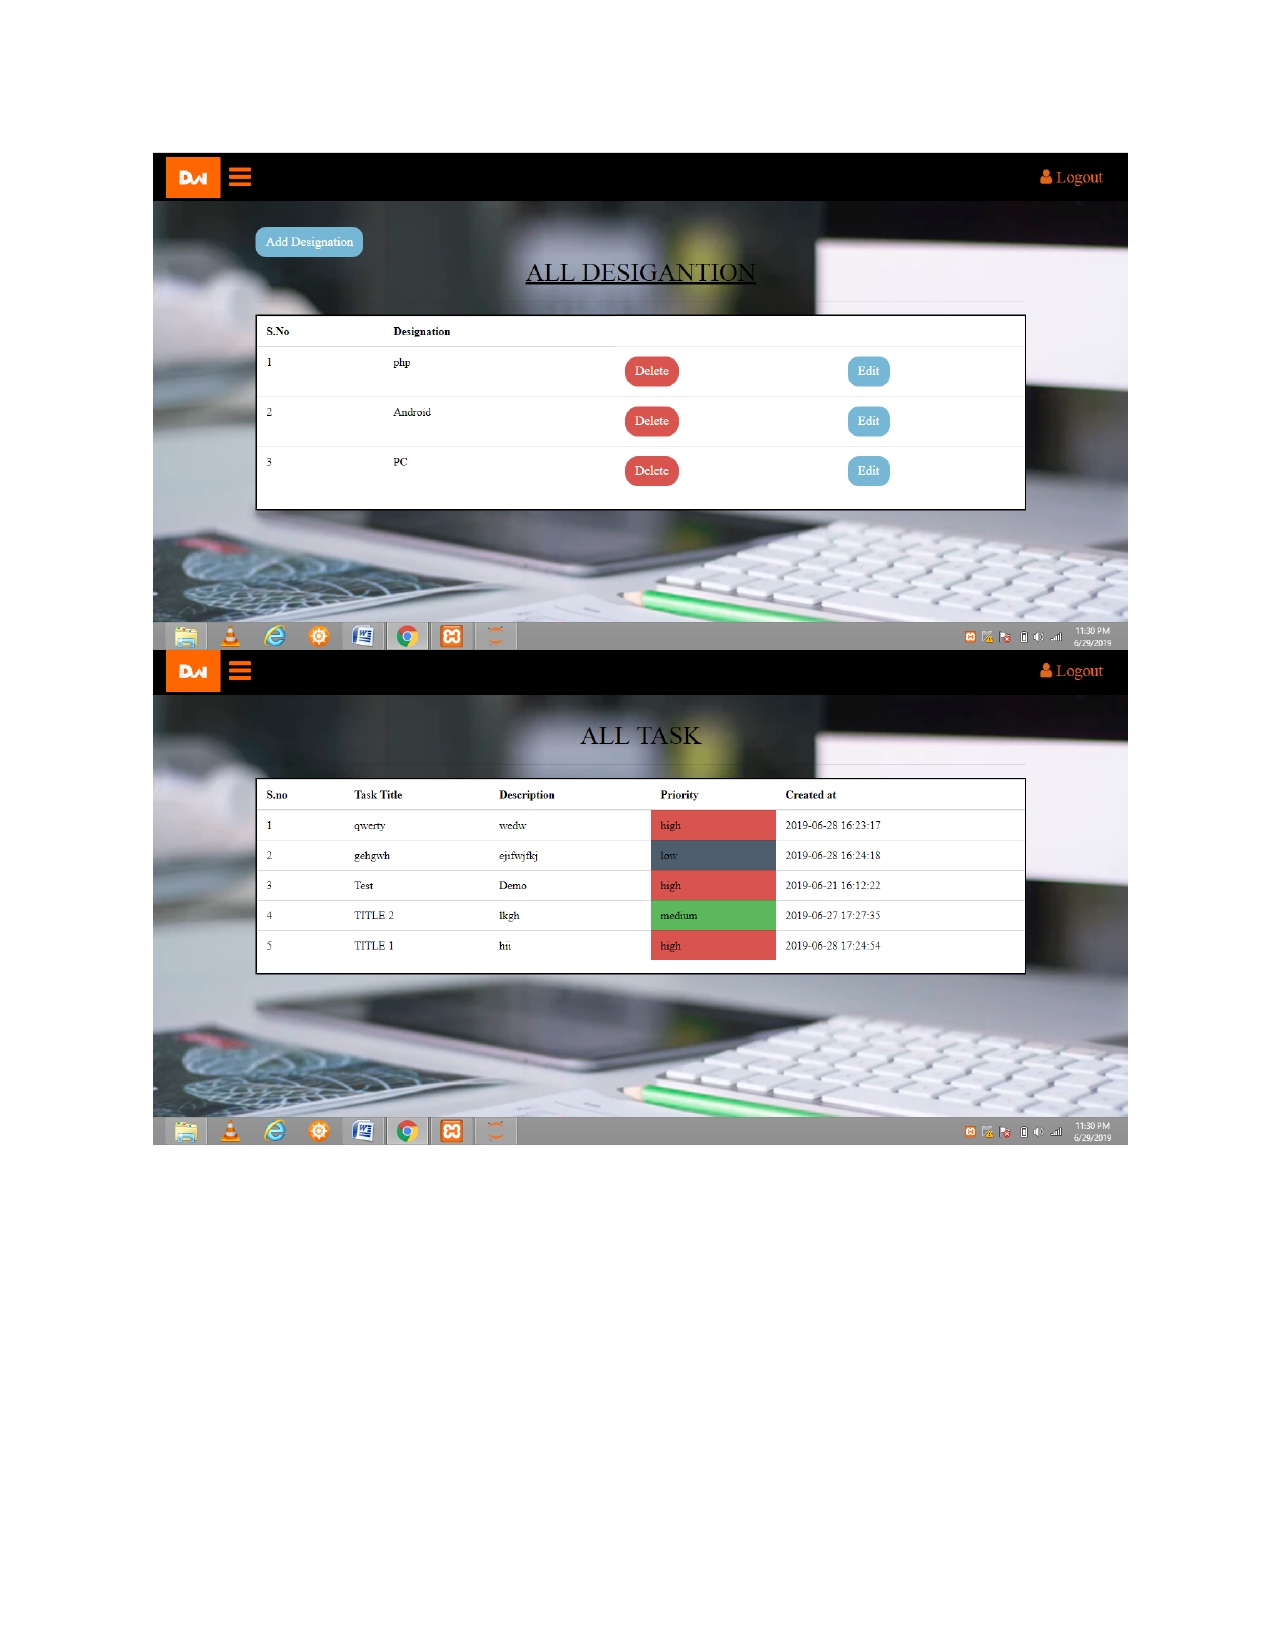 DW
Logout
Add Designation
ALL DESIGANTION
S.No Designation
1 php Delete Edit
2 Android Delete Edit
3 PC Delete Edit
11:30 PM
6/29/2019
DW
Logout
ALL TASK
S.no Task Title Description Priority Created at
1 qwerty wedw high 2019-06-28 16:23:17
2 gehgwh ejifwjfkj low 2019-06-28 16:24:18
3 Test Demo high 2019-06-21 16:12:22
4 TITLE 2 lkgh medium 2019-06-27 17:27:35
5 TITLE 1 hii high 2019-06-28 17:24:54
11:30 PM
6/29/2019